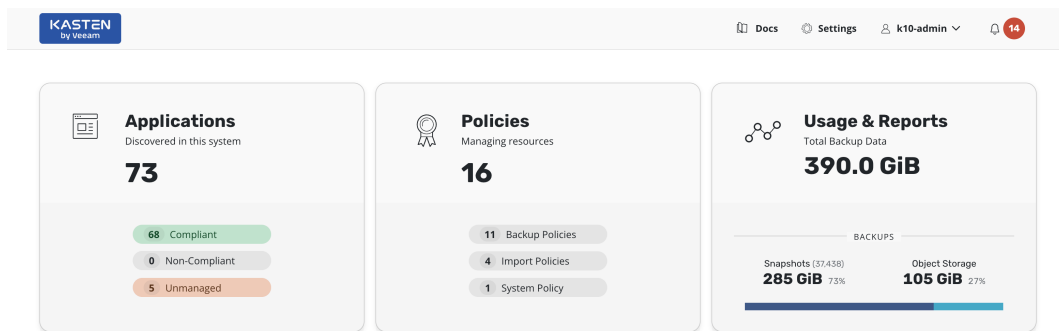 KASTEN
by Veeam
Docs
Settings
k10-admin
14
Applications
Discovered in this system
73
68 Compliant
0 Non-Compliant
5 Unmanaged
Policies
Managing resources
16
11 Backup Policies
4 Import Policies
1 System Policy
Usage & Reports
Total Backup Data
390.0 GiB
BACKUPS
Snapshots (37,438)
285 GiB 73%
Object Storage
105 GiB 27%